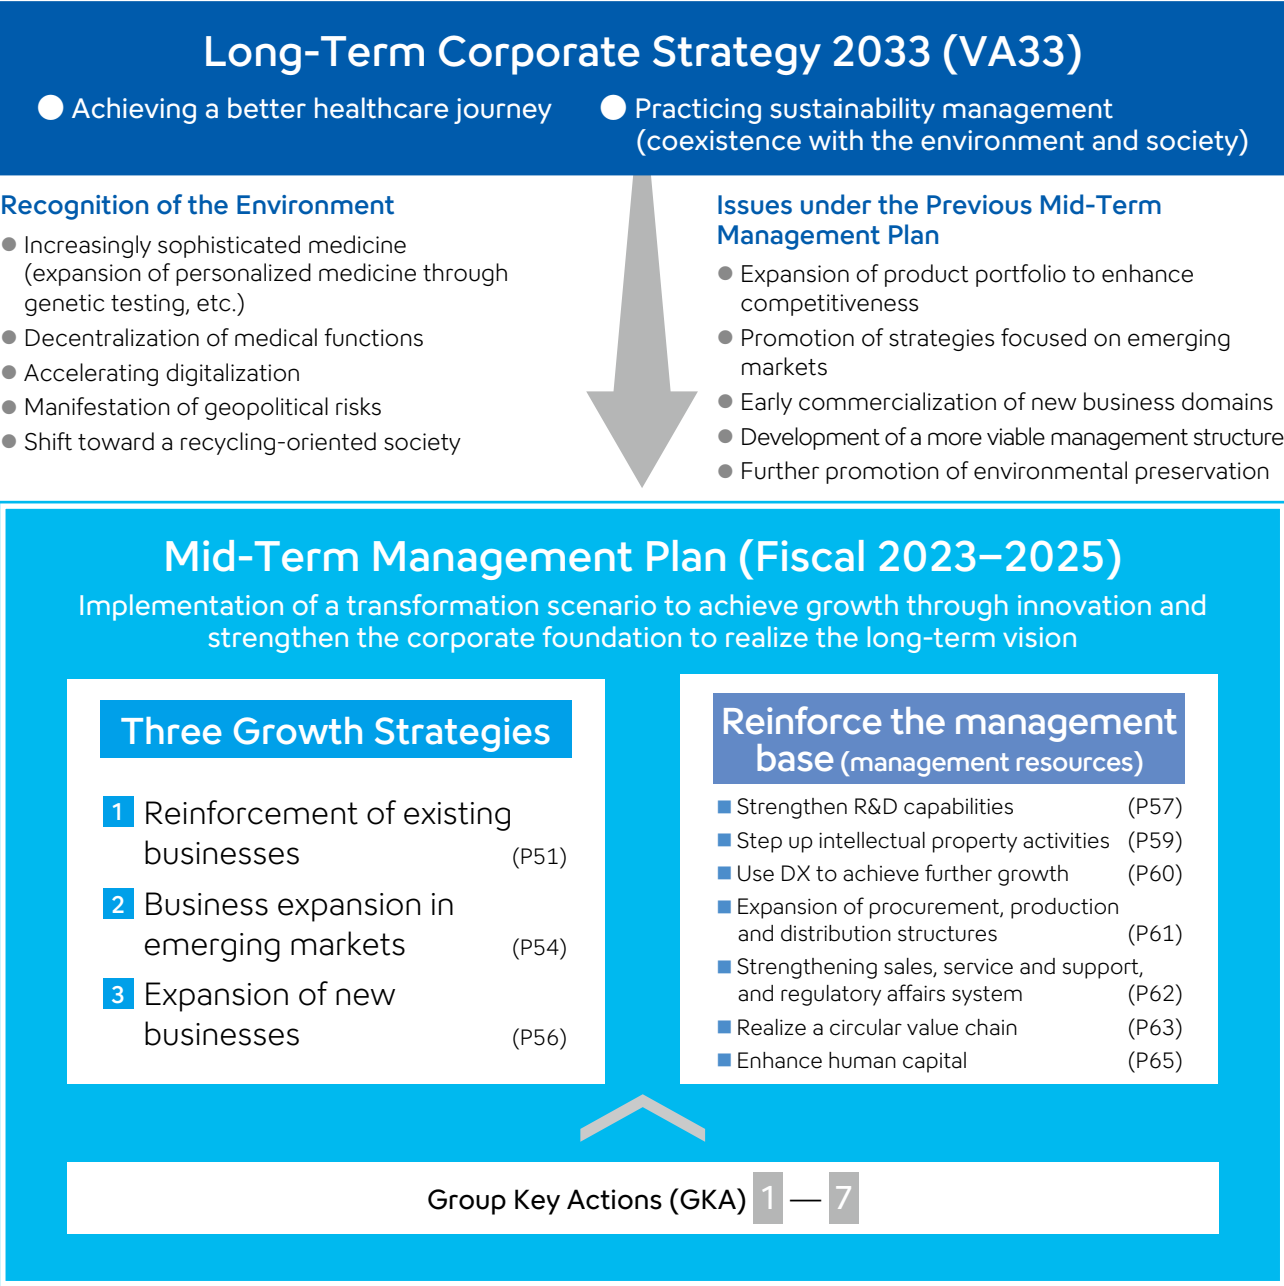 Long-Term Corporate Strategy 2033 (VA33)
● Achieving a better healthcare journey
● Practicing sustainability management
(coexistence with the environment and society)
Recognition of the Environment
● Increasingly sophisticated medicine
(expansion of personalized medicine through
genetic testing, etc.)
● Decentralization of medical functions
● Accelerating digitalization
● Manifestation of geopolitical risks
● Shift toward a recycling-oriented society
Issues under the Previous Mid-Term
Management Plan
● Expansion of product portfolio to enhance
competitiveness
● Promotion of strategies focused on emerging
markets
● Early commercialization of new business domains
● Development of a more viable management structure
● Further promotion of environmental preservation
Mid-Term Management Plan (Fiscal 2023–2025)
Implementation of a transformation scenario to achieve growth through innovation and
strengthen the corporate foundation to realize the long-term vision
Three Growth Strategies
1 Reinforcement of existing
businesses (P51)
2 Business expansion in
emerging markets (P54)
3 Expansion of new
businesses (P56)
Reinforce the management
base (management resources)
■ Strengthen R&D capabilities (P57)
■ Step up intellectual property activities (P59)
■ Use DX to achieve further growth (P60)
■ Expansion of procurement, production
and distribution structures (P61)
■ Strengthening sales, service and support,
and regulatory affairs system (P62)
■ Realize a circular value chain (P63)
■ Enhance human capital (P65)
Group Key Actions (GKA) 1 — 7